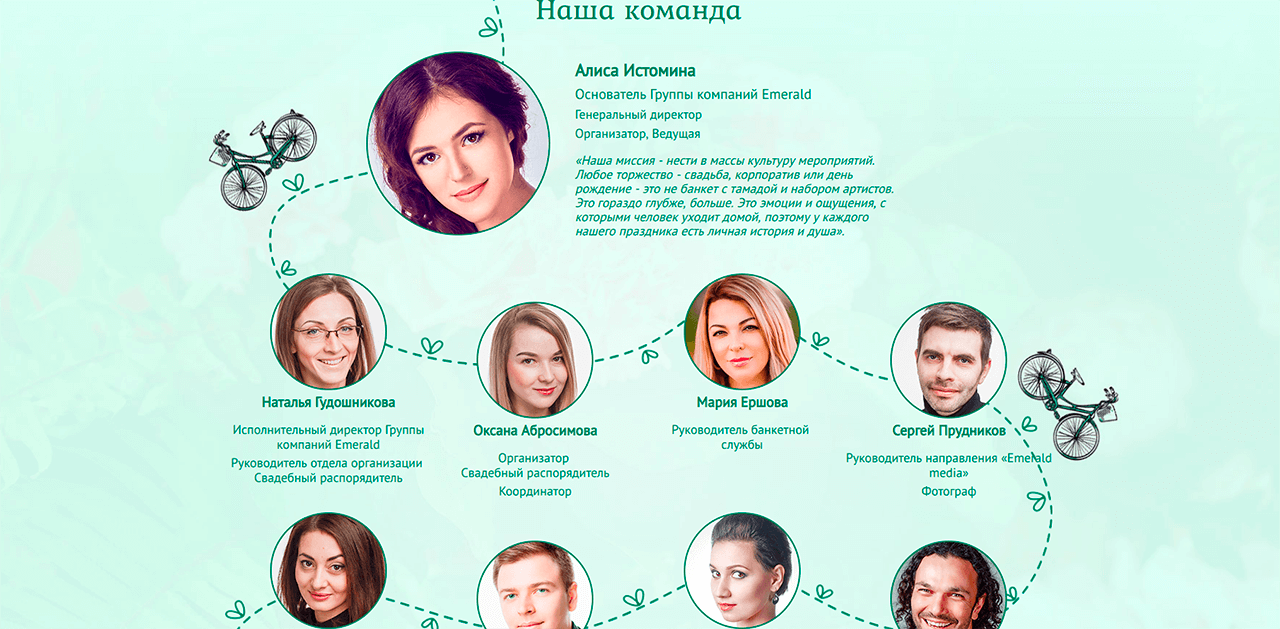 Наша команда
Алиса Истомина
Основатель Группы компаний Emerald
Генеральный директор
Организатор, Ведущая
«Наша миссия - нести в массы культуру мероприятий.
Любое торжество - свадьба, корпоратив или день
рождение - это не банкет с тамадой и набором артистов.
Это гораздо глубже, больше. Это эмоции и ощущения, с
которыми человек уходит домой, поэтому у каждого
нашего праздника есть личная история и душа».
Наталья Гудошникова
Исполнительный директор Группы
компаний Emerald
Руководитель отдела организации
Свадебный распорядитель
Оксана Абросимова
Организатор
Свадебный распорядитель
Координатор
Мария Ершова
Руководитель банкетной
службы
Сергей Прудников
Руководитель направления «Emerald
media»
Фотограф